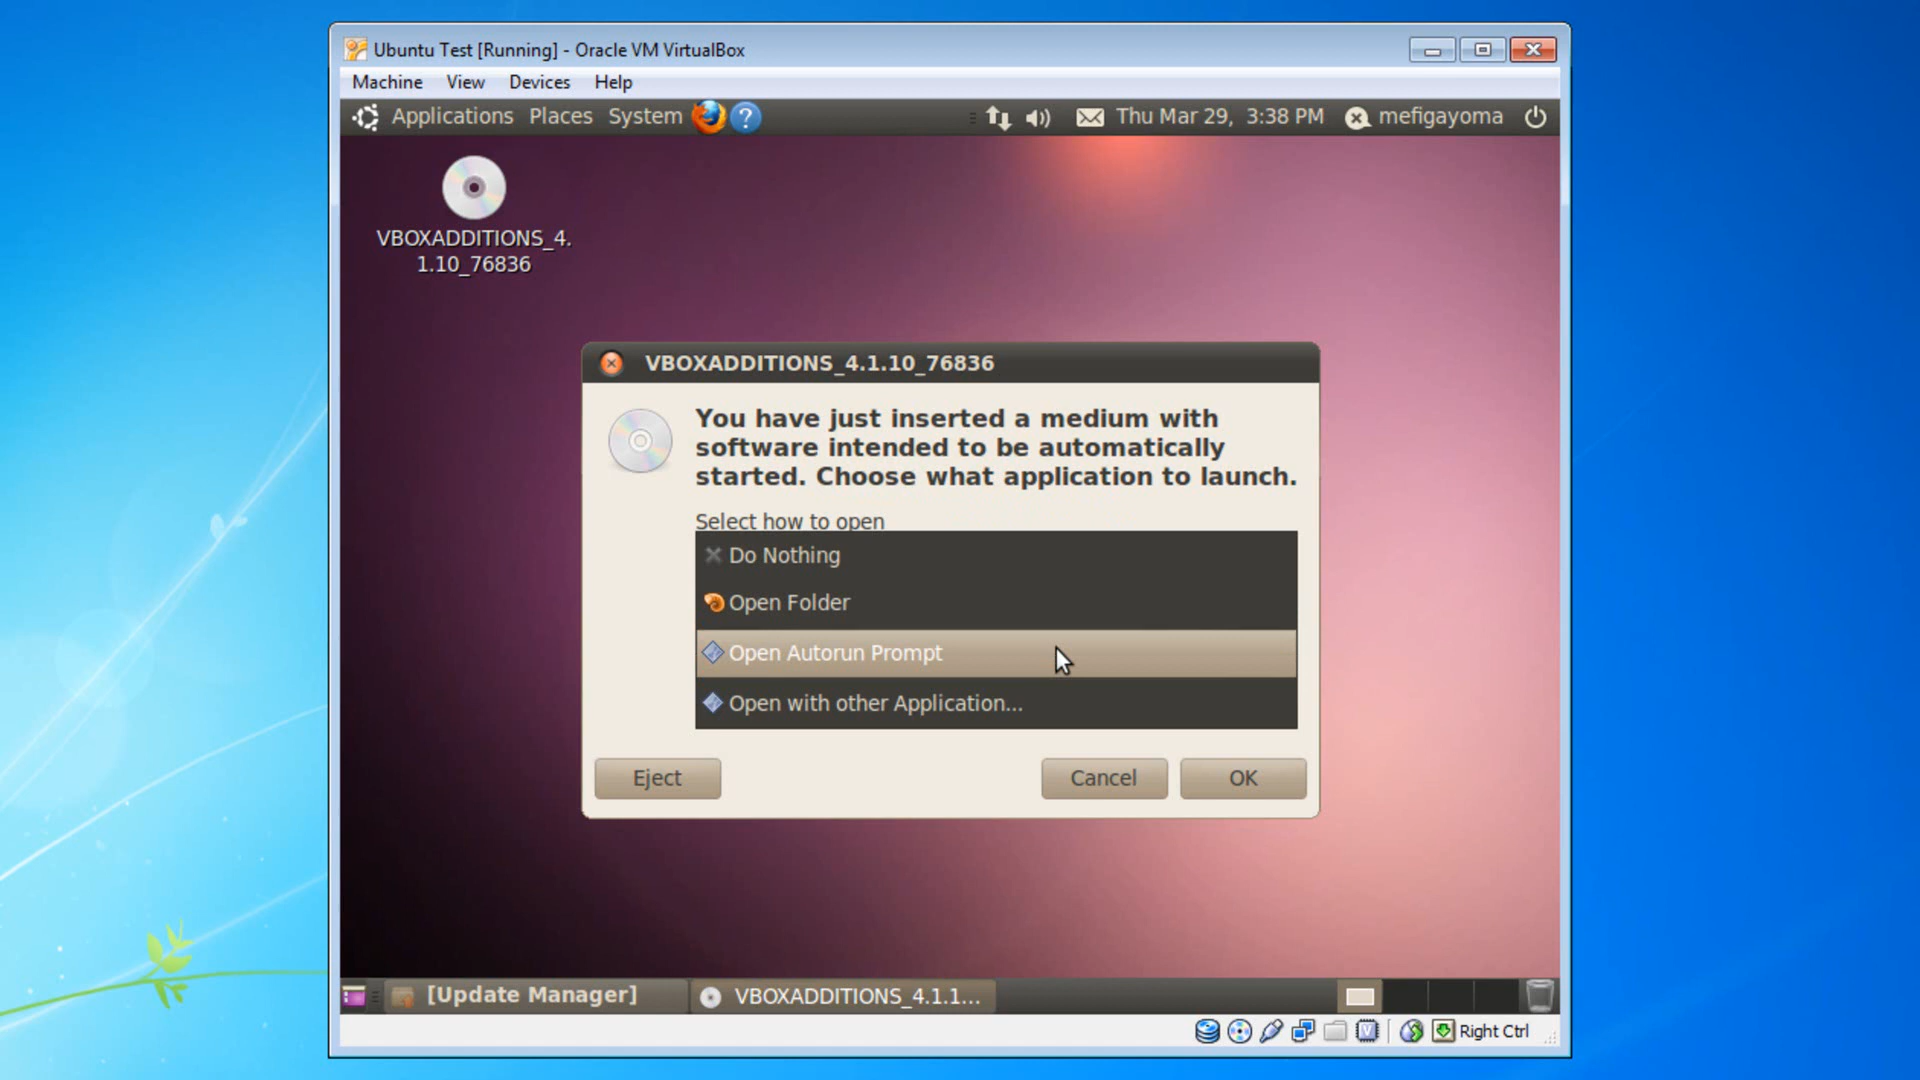 Ubuntu Test [Running] - Oracle VM VirtualBox
Machine View Devices Help
Applications Places System ? Thu Mar 29, 3:38 PM mefigayoma
VBOXADDITIONS_4.
1.10_76836
VBOXADDITIONS_4.1.10_76836
You have just inserted a medium with
software intended to be automatically
started. Choose what application to launch.
Select how to open
Do Nothing
Open Folder
Open Autorun Prompt
Open with other Application...
Eject Cancel OK
[Update Manager] VBOXADDITIONS_4.1.1...
Right Ctrl